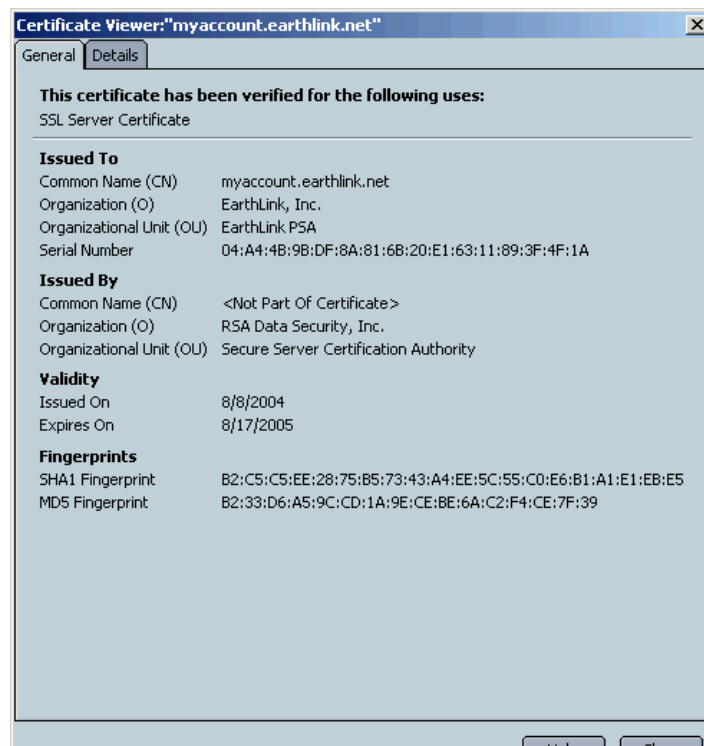 Certificate Viewer:"myaccount.earthlink.net"
General Details
This certificate has been verified for the following uses:
SSL Server Certificate
Issued To
Common Name (CN) myaccount.earthlink.net
Organization (O) EarthLink, Inc.
Organizational Unit (OU) EarthLink PSA
Serial Number 04:A4:4B:9B:DF:8A:81:6B:20:E1:63:11:89:3F:4F:1A
Issued By
Common Name (CN) <Not Part Of Certificate>
Organization (O) RSA Data Security, Inc.
Organizational Unit (OU) Secure Server Certification Authority
Validity
Issued On 8/8/2004
Expires On 8/17/2005
Fingerprints
SHA1 Fingerprint B2:C5:C5:EE:28:75:B5:73:43:A4:EE:5C:55:C0:E6:B1:A1:E1:EB:E5
MD5 Fingerprint B2:33:D6:A5:9C:CD:1A:9E:CE:BE:6A:C2:F4:CE:7F:39